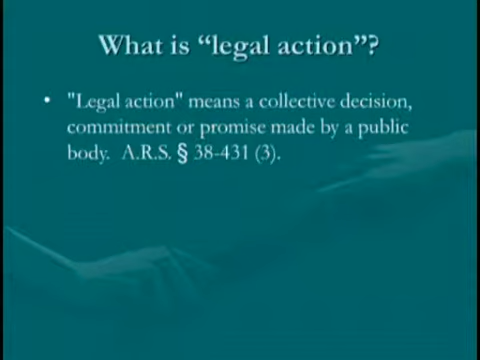 What is “legal action”?
• "Legal action" means a collective decision,
commitment or promise made by a public
body. A.R.S. § 38-431 (3).